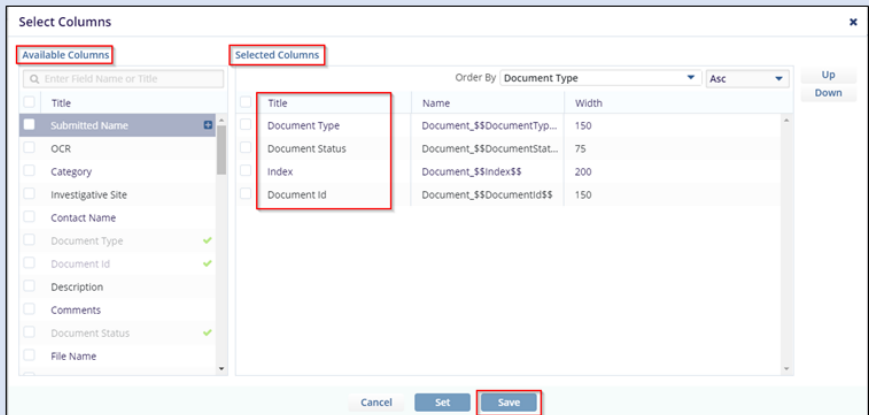 Select Columns
Available Columns
Selected Columns
Enter Field Name or Title
Order By Document Type Asc
Up
Down
Title
Submitted Name
OCR
Category
Investigative Site
Contact Name
Document Type
Document Id
Description
Comments
Document Status
File Name
Title Name Width
Document Type Document_$$DocumentTyp... 150
Document Status Document_$$DocumentStat... 75
Index Document_$$Index$$ 200
Document Id Document_$$DocumentId$$ 150
Cancel Set Save